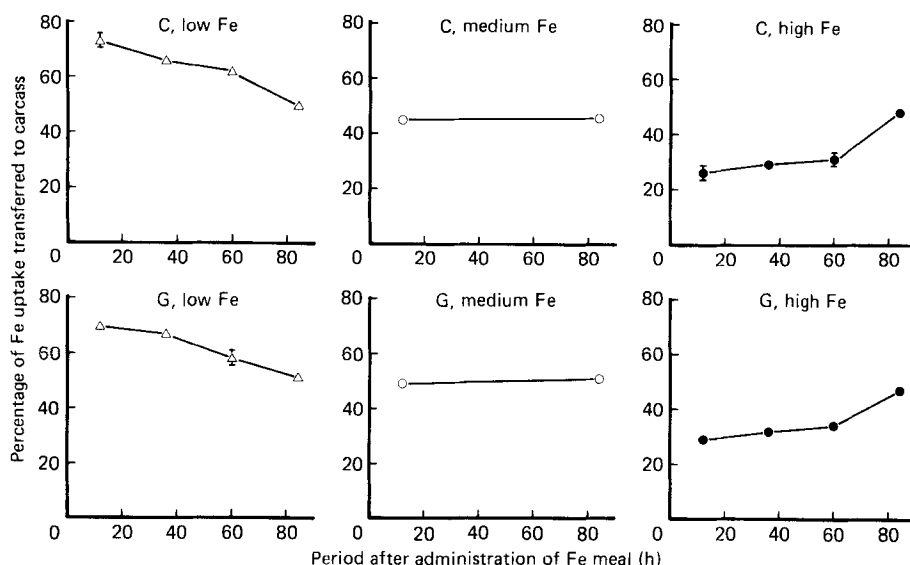 C, low Fe
C, medium Fe
C, high Fe
80
60
40
20
0
20 40 60 80
80
60
40
20
0
20 40 60 80
80
60
40
20
0
20 40 60 80
G, low Fe
G, medium Fe
G, high Fe
80
60
40
20
0
20 40 60 80
80
60
40
20
0
20 40 60 80
80
60
40
20
0
20 40 60 80
Percentage of Fe uptake transferred to carcass
Period after administration of Fe meal (h)